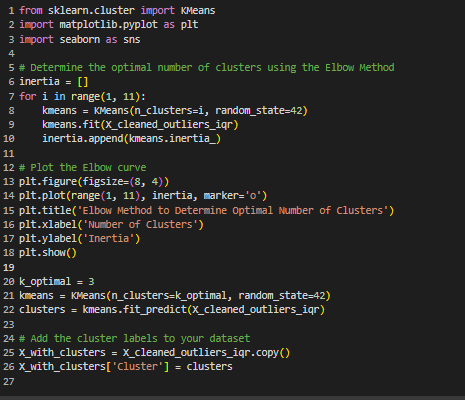 1 from sklearn.cluster import KMeans
2 import matplotlib.pyplot as plt
3 import seaborn as sns
4
5 # Determine the optimal number of clusters using the Elbow Method
6 inertia = []
7 for i in range(1, 11):
8     kmeans = KMeans(n_clusters=i, random_state=42)
9     kmeans.fit(X_cleaned_outliers_iqr)
10     inertia.append(kmeans.inertia_)
11
12 # Plot the Elbow curve
13 plt.figure(figsize=(8, 4))
14 plt.plot(range(1, 11), inertia, marker='o')
15 plt.title('Elbow Method to Determine Optimal Number of Clusters')
16 plt.xlabel('Number of Clusters')
17 plt.ylabel('Inertia')
18 plt.show()
19
20 k_optimal = 3
21 kmeans = KMeans(n_clusters=k_optimal, random_state=42)
22 clusters = kmeans.fit_predict(X_cleaned_outliers_iqr)
23
24 # Add the cluster labels to your dataset
25 X_with_clusters = X_cleaned_outliers_iqr.copy()
26 X_with_clusters['Cluster'] = clusters
27